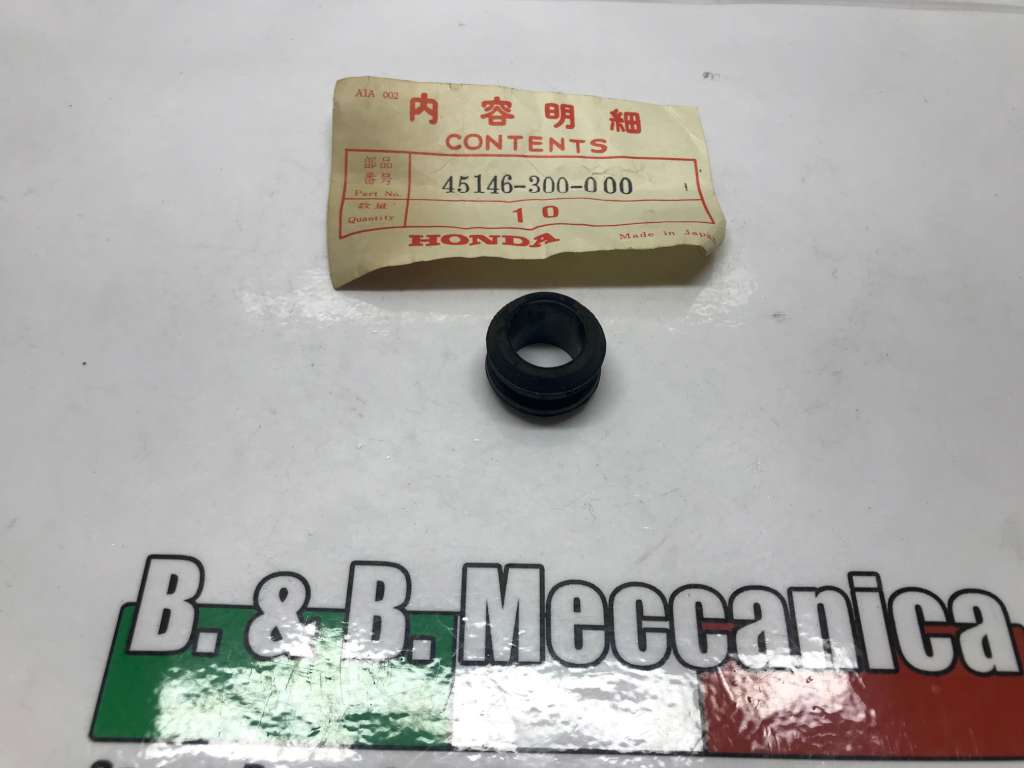 AIA 002
内容明細
CONTENTS
部品
番号
Part No.
45146-300-000
数量
Quantity
10
HONDA
Made in Japan
B. & B. Meccanica